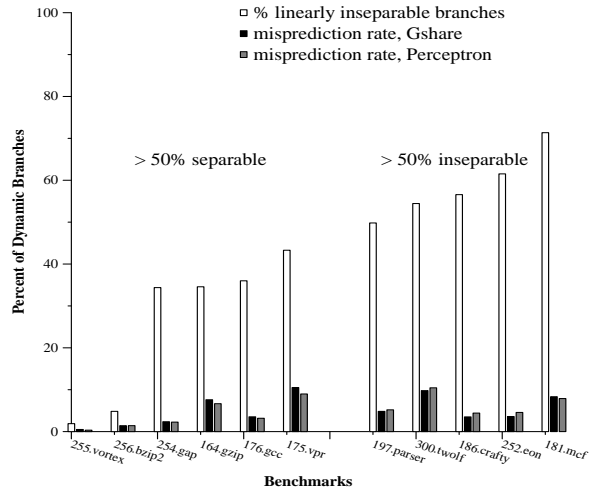 100
80
60
40
20
0
Percent of Dynamic Branches
% linearly inseparable branches
misprediction rate, Gshare
misprediction rate, Perceptron
> 50% separable
> 50% inseparable
255.vortex
256.bzip2
254.gap
164.gzip
176.gcc
175.vpr
197.parser
300.twolf
186.crafty
252.eon
181.mcf
Benchmarks